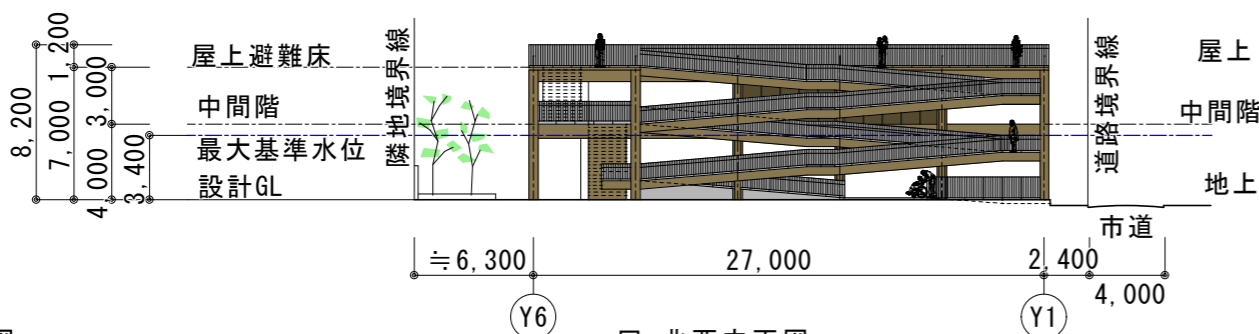 1,200
屋上避難床
隣地境界線
道路境界線
屋上
3,000
中間階
中間階
8,200
7,000
最大基準水位
4,000
3,400
設計GL
地上
市道
≒6,300
27,000
2,400
4,000
Y6
Y1